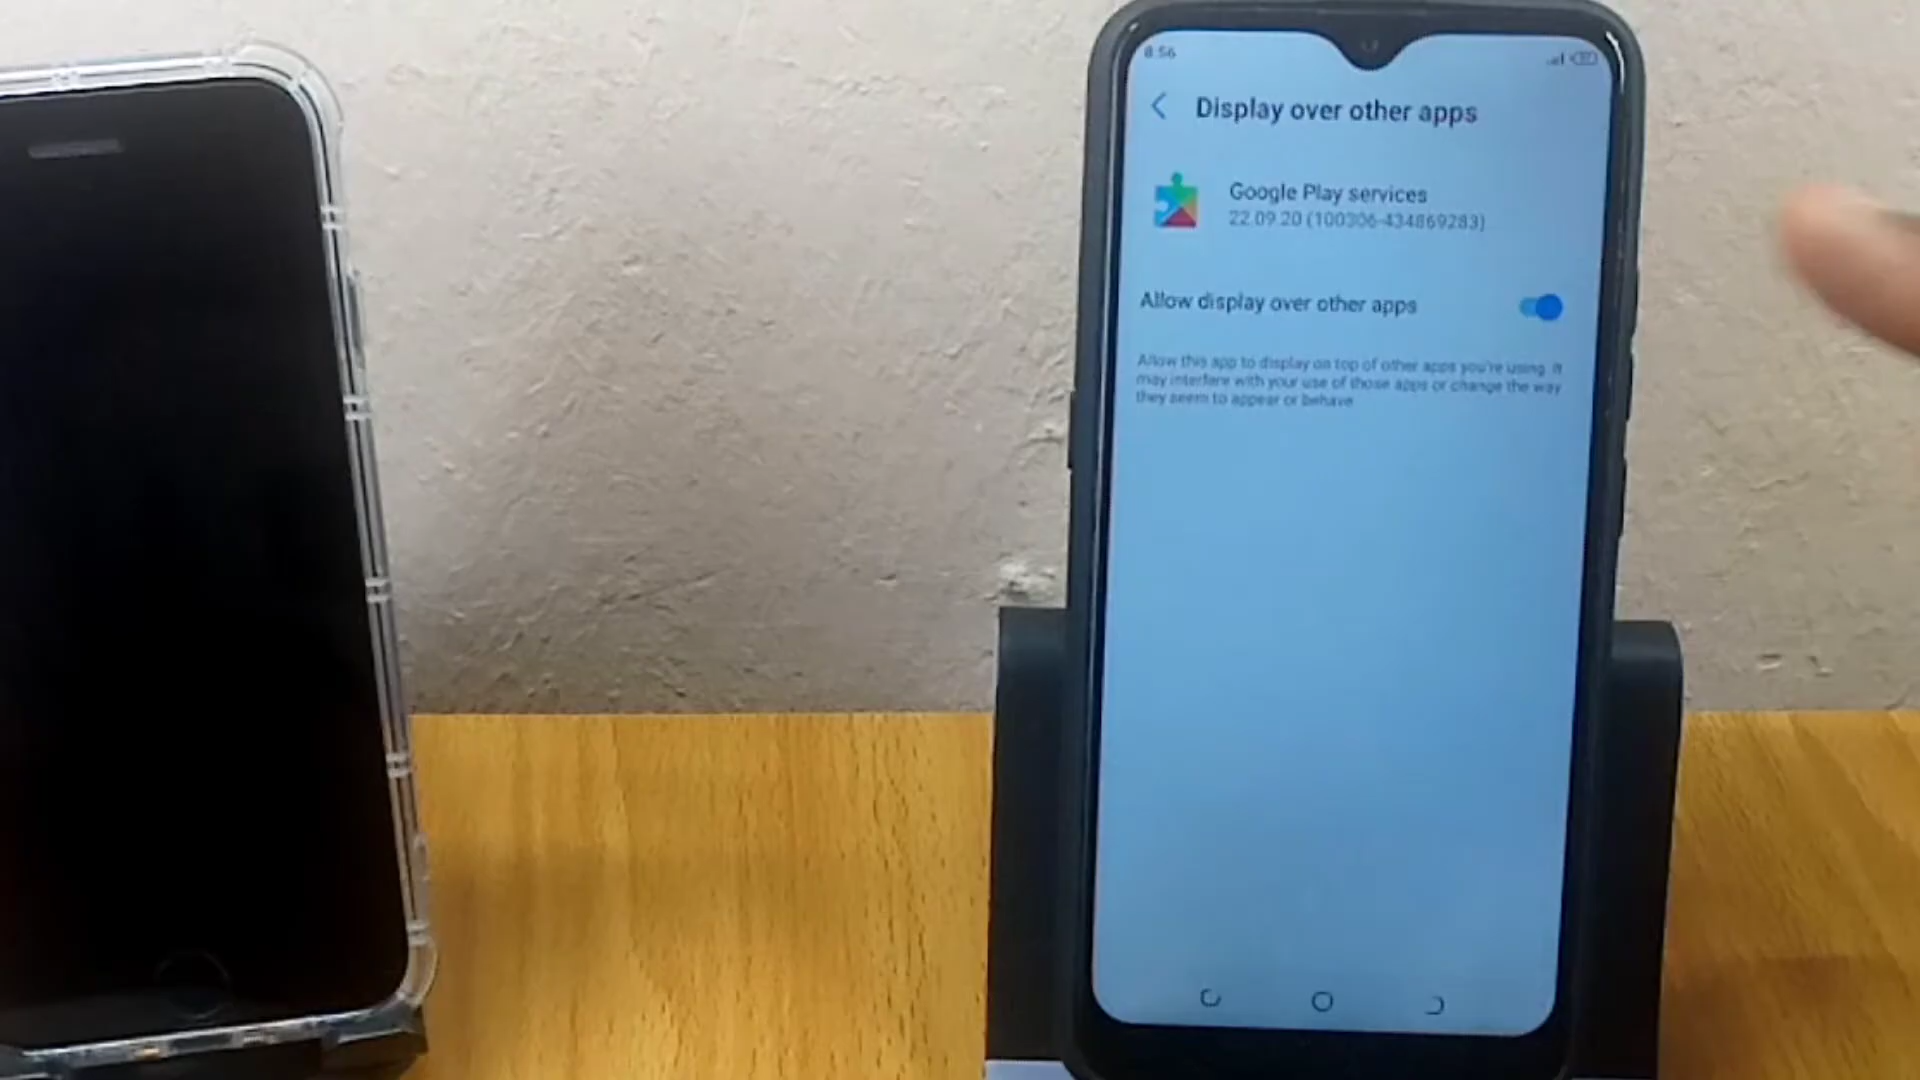 8:56
Display over other apps
Google Play services
22.09.20 (100306-434869283)
Allow display over other apps
Allow this app to display on top of other apps you're using. It
may interfere with your use of those apps or change the way
they seem to appear or behave.